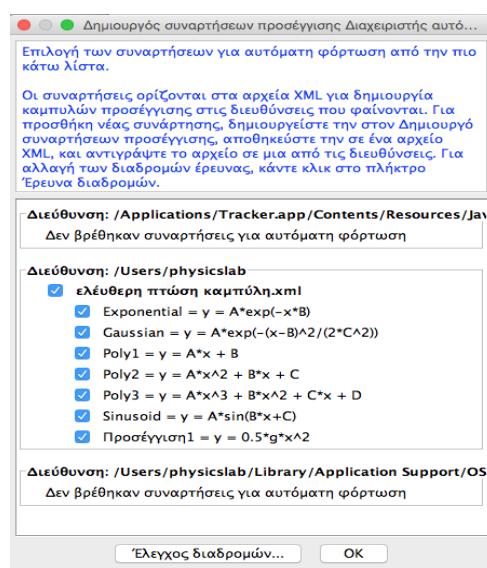 Δημιουργός συναρτήσεων προσέγγισης Διαχειριστής αυτό...
Επιλογή των συναρτήσεων για αυτόματη φόρτωση από την πιο
κάτω λίστα.
Οι συναρτήσεις ορίζονται στα αρχεία XML για δημιουργία
καμπυλών προσέγγισης στις διευθύνσεις που φαίνονται. Για
προσθήκη νέας συνάρτησης, δημιουργείστε την στον Δημιουργό
συναρτήσεων προσέγγισης, αποθηκεύστε την σε ένα αρχείο
XML, και αντιγράψτε το αρχείο σε μια από τις διευθύνσεις. Για
αλλαγή των διαδρομών έρευνας, κάντε κλικ στο πλήκτρο
Έρευνα διαδρομών.
Διεύθυνση: /Applications/Tracker.app/Contents/Resources/Jav
Δεν βρέθηκαν συναρτήσεις για αυτόματη φόρτωση
Διεύθυνση: /Users/physicslab
ελέυθερη πτώση καμπύλη.xml
Exponential = y = A*exp(-x*B)
Gaussian = y = A*exp(-(x-B)^2/(2*C^2))
Poly1 = y = A*x + B
Poly2 = y = A*x^2 + B*x + C
Poly3 = y = A*x^3 + B*x^2 + C*x + D
Sinusoid = y = A*sin(B*x+C)
Προσέγγιση1 = y = 0.5*g*x^2
Διεύθυνση: /Users/physicslab/Library/Application Support/OS
Δεν βρέθηκαν συναρτήσεις για αυτόματη φόρτωση
Έλεγχος διαδρομών... OK